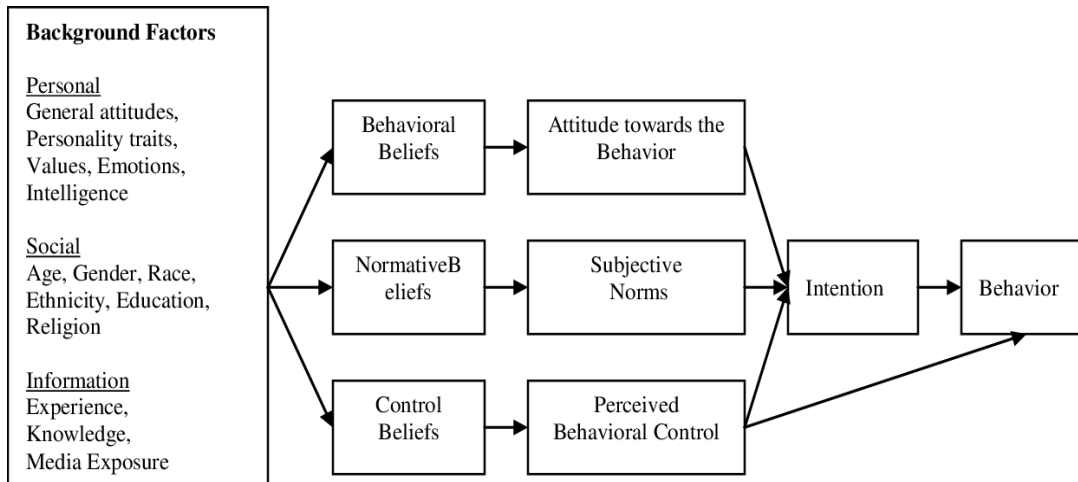 Background Factors
Personal
General attitudes,
Personality traits,
Values, Emotions,
Intelligence
Social
Age, Gender, Race,
Ethnicity, Education,
Religion
Information
Experience,
Knowledge,
Media Exposure
Behavioral
Beliefs
Attitude towards the
Behavior
NormativeB
eliefs
Subjective
Norms
Control
Beliefs
Perceived
Behavioral Control
Intention
Behavior